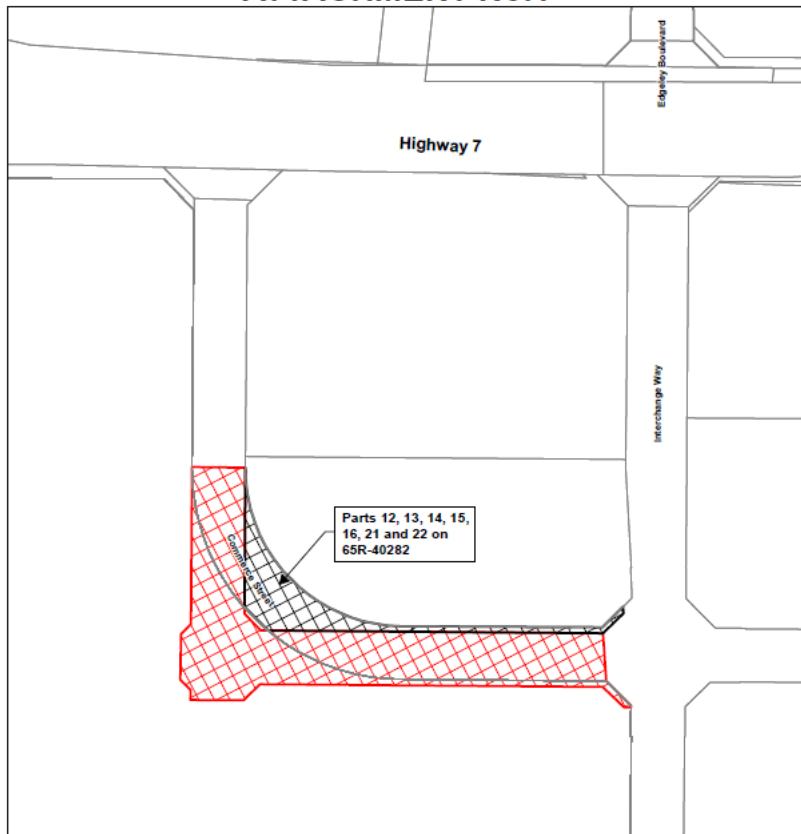 Edgeley Boulevard
Highway 7
Interchange Way
Parts 12, 13, 14, 15,
16, 21 and 22 on
65R-40282
Commerce Street